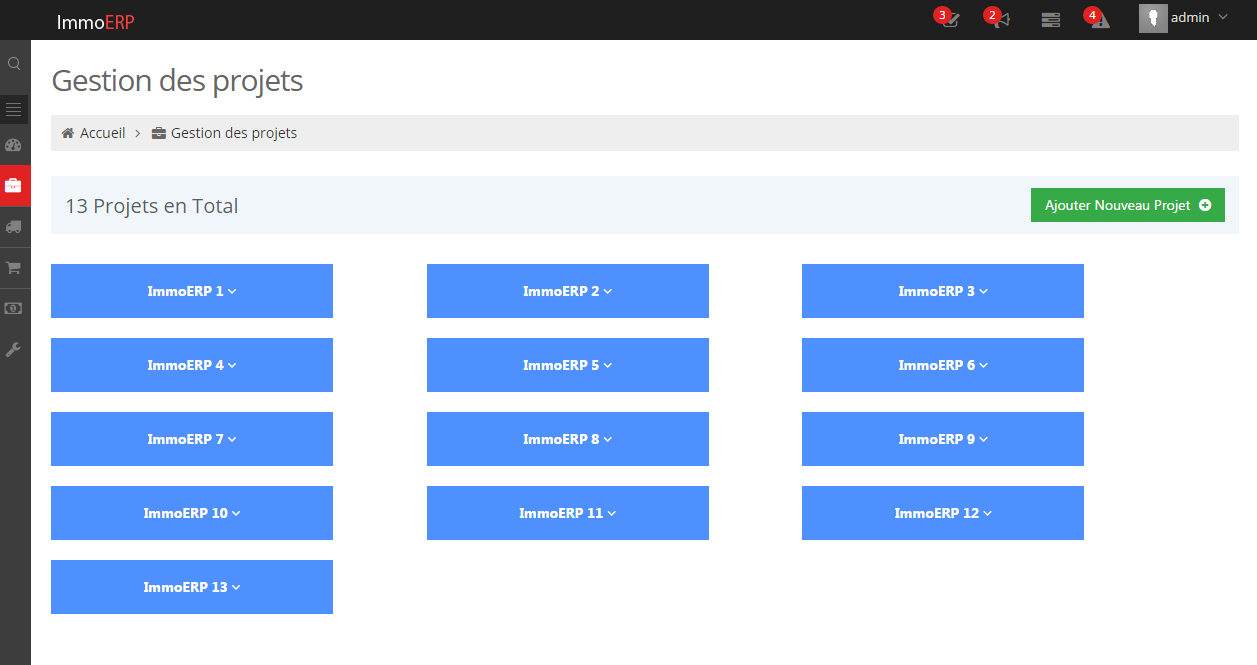 ImmoERP 3 2 4 admin
Gestion des projets
Accueil Gestion des projets
13 Projets en Total Ajouter Nouveau Projet
ImmoERP 1 ImmoERP 2 ImmoERP 3
ImmoERP 4 ImmoERP 5 ImmoERP 6
ImmoERP 7 ImmoERP 8 ImmoERP 9
ImmoERP 10 ImmoERP 11 ImmoERP 12
ImmoERP 13